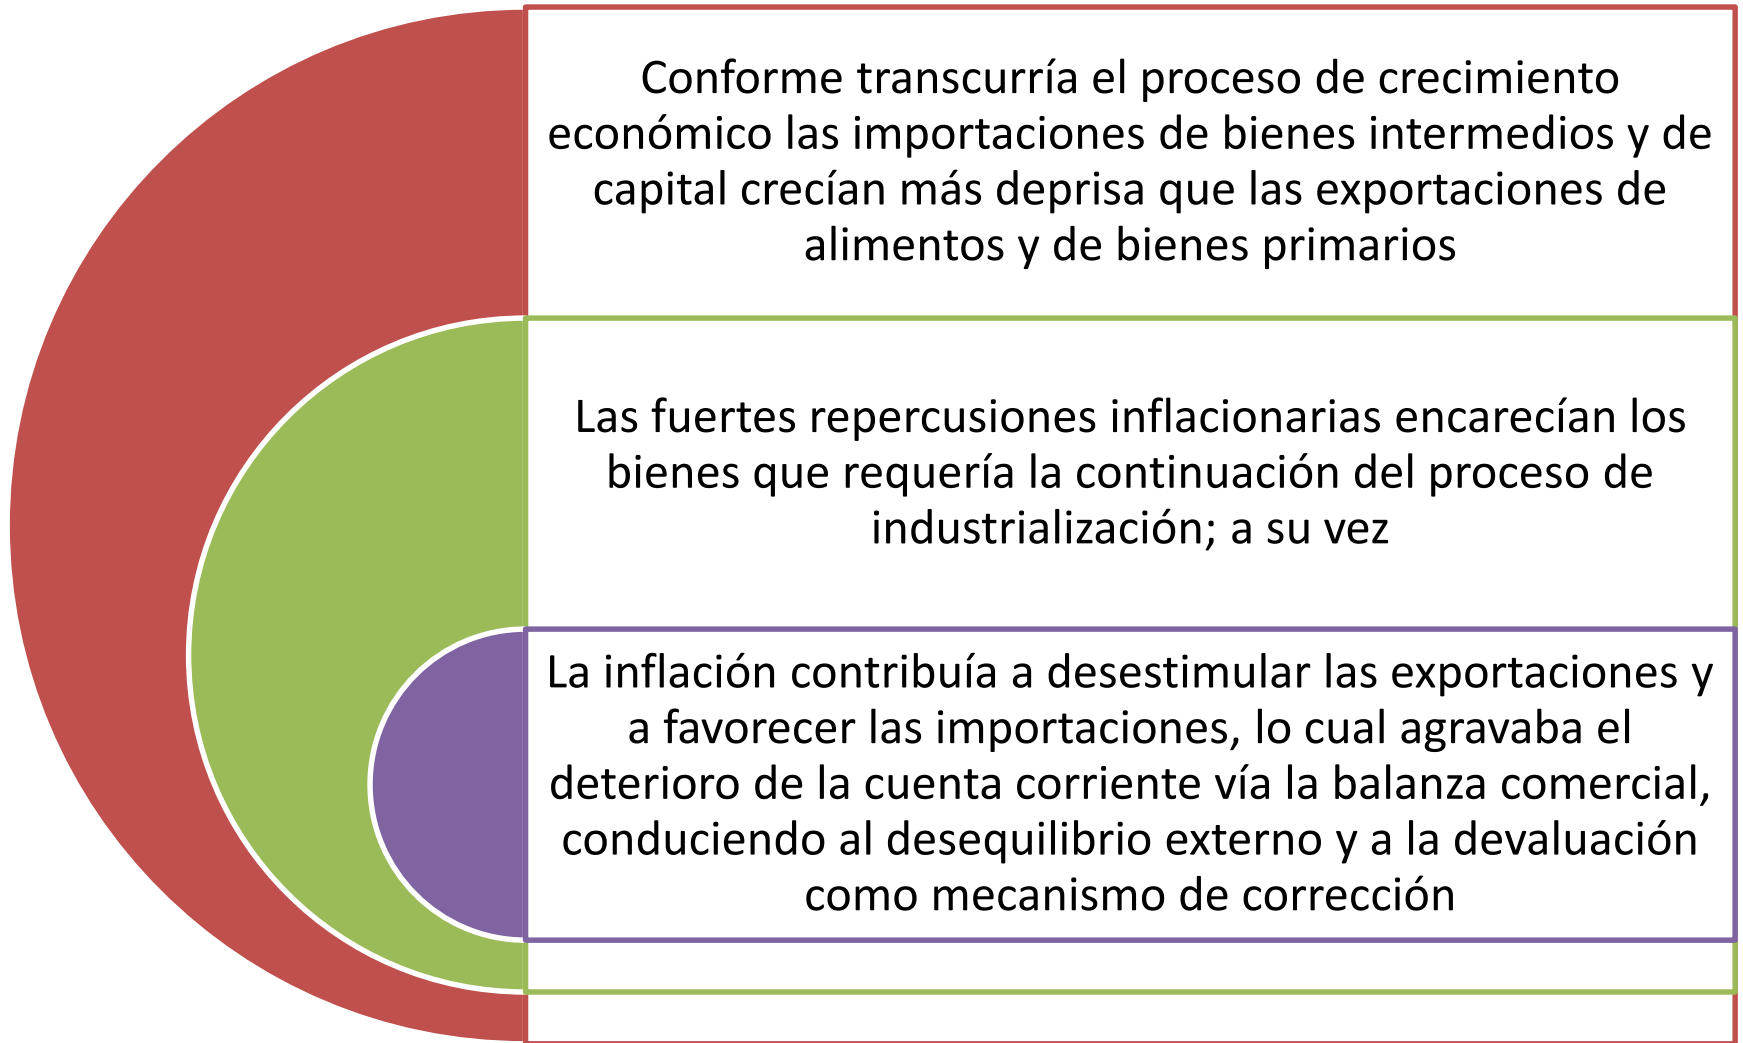 Conforme transcurría el proceso de crecimiento
económico las importaciones de bienes intermedios y de
capital crecían más deprisa que las exportaciones de
alimentos y de bienes primarios
Las fuertes repercusiones inflacionarias encarecían los
bienes que requería la continuación del proceso de
industrialización; a su vez
La inflación contribuía a desestimular las exportaciones y
a favorecer las importaciones, lo cual agravaba el
deterioro de la cuenta corriente vía la balanza comercial,
conduciendo al desequilibrio externo y a la devaluación
como mecanismo de corrección